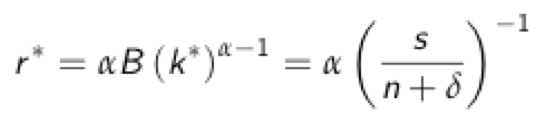 r* = αB (k*)^{α−1} = α (s / (n + δ))^{−1}